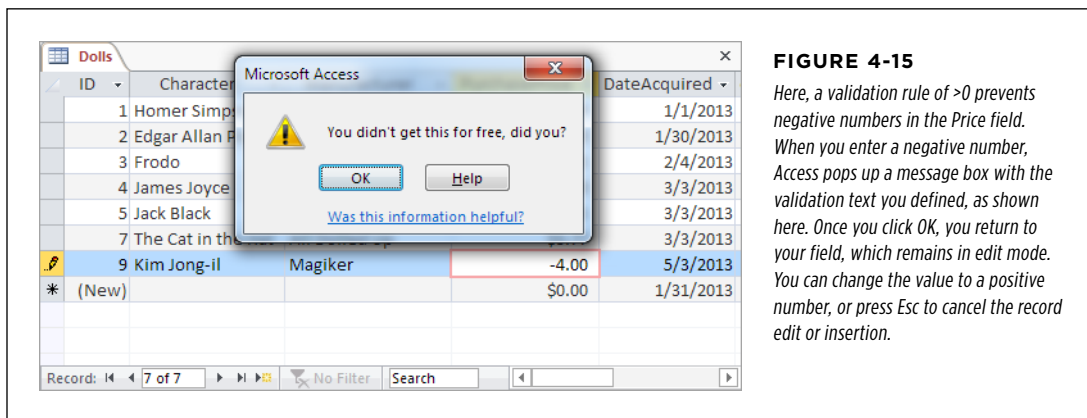 Dolls
ID Character DateAcquired
1 Homer Simps 1/1/2013
2 Edgar Allan P 1/30/2013
3 Frodo 2/4/2013
4 James Joyce 3/3/2013
5 Jack Black 3/3/2013
7 The Cat in the 3/3/2013
9 Kim Jong-il Magiker -4.00 5/3/2013
(New) $0.00 1/31/2013
Record: 7 of 7 No Filter Search
Microsoft Access
You didn't get this for free, did you?
OK Help
Was this information helpful?
FIGURE 4-15
Here, a validation rule of >0 prevents
negative numbers in the Price field.
When you enter a negative number,
Access pops up a message box with the
validation text you defined, as shown
here. Once you click OK, you return to
your field, which remains in edit mode.
You can change the value to a positive
number, or press Esc to cancel the record
edit or insertion.